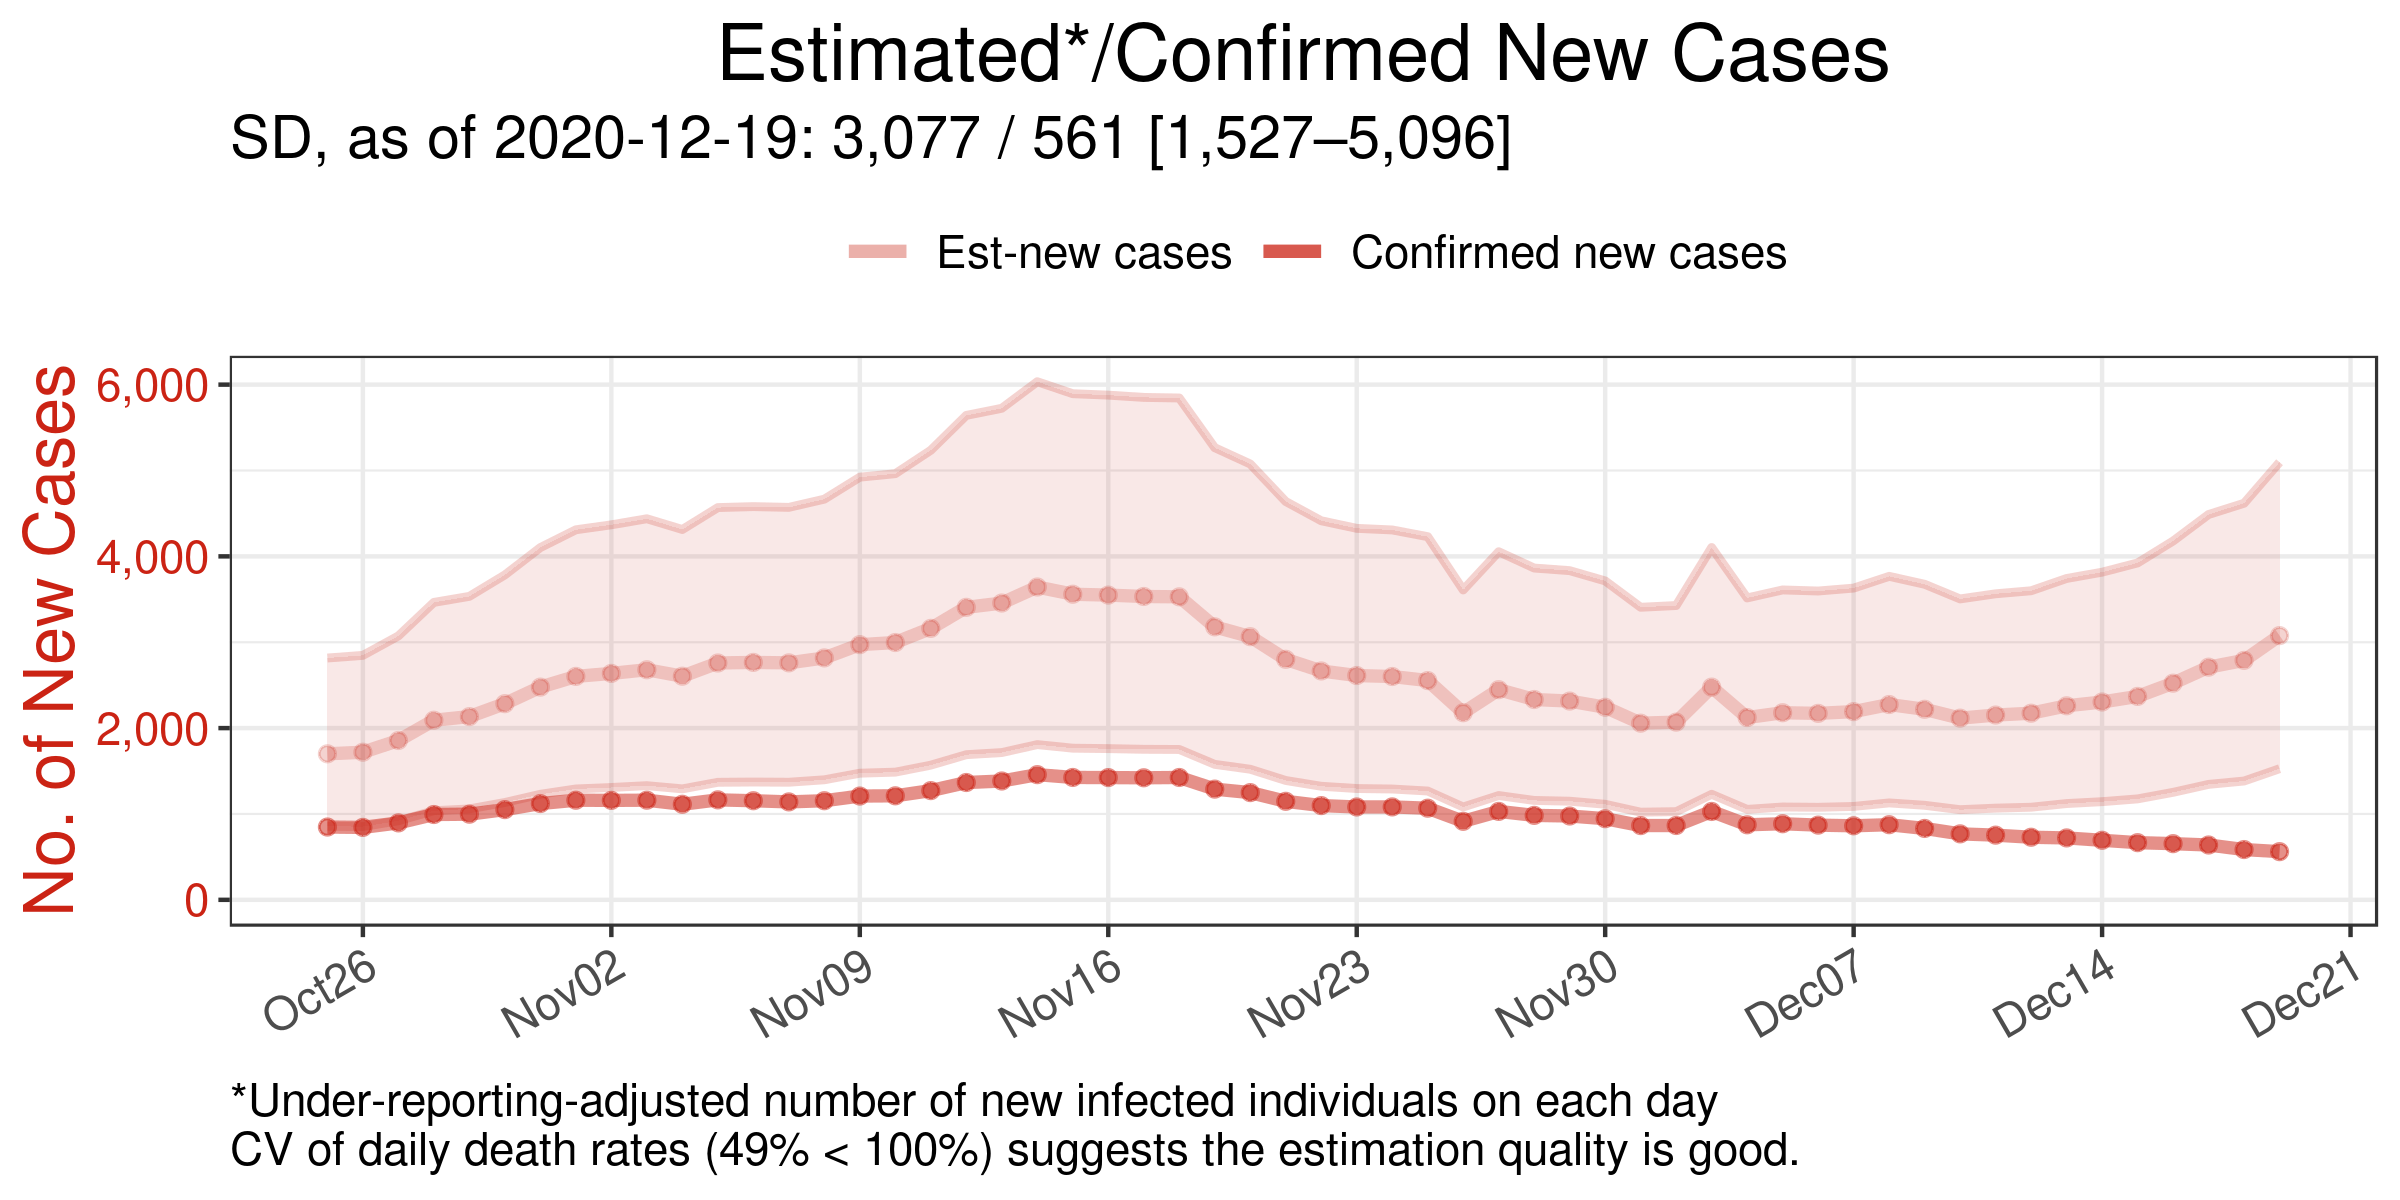 Estimated*/Confirmed New Cases
SD, as of 2020-12-19: 3,077 / 561 [1,527–5,096]
Est-new cases
Confirmed new cases
No. of New Cases
6,000
4,000
2,000
0
Oct26
Nov02
Nov09
Nov16
Nov23
Nov30
Dec07
Dec14
Dec21
*Under-reporting-adjusted number of new infected individuals on each day
CV of daily death rates (49% < 100%) suggests the estimation quality is good.